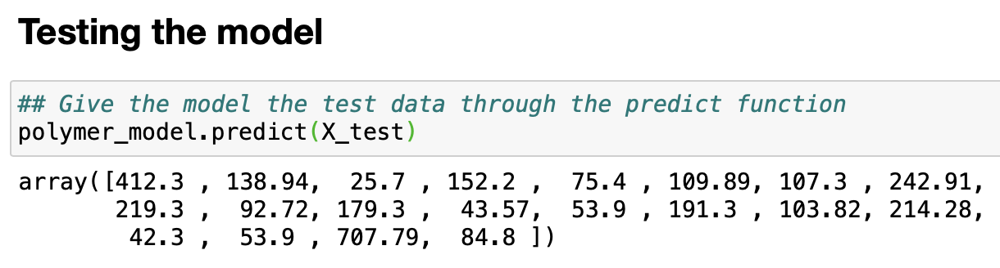 Testing the model
## Give the model the test data through the predict function
polymer_model.predict(X_test)
array([412.3 , 138.94,  25.7 , 152.2 ,  75.4 , 109.89, 107.3 , 242.91,
       219.3 ,  92.72, 179.3 ,  43.57,  53.9 , 191.3 , 103.82, 214.28,
        42.3 ,  53.9 , 707.79,  84.8 ])